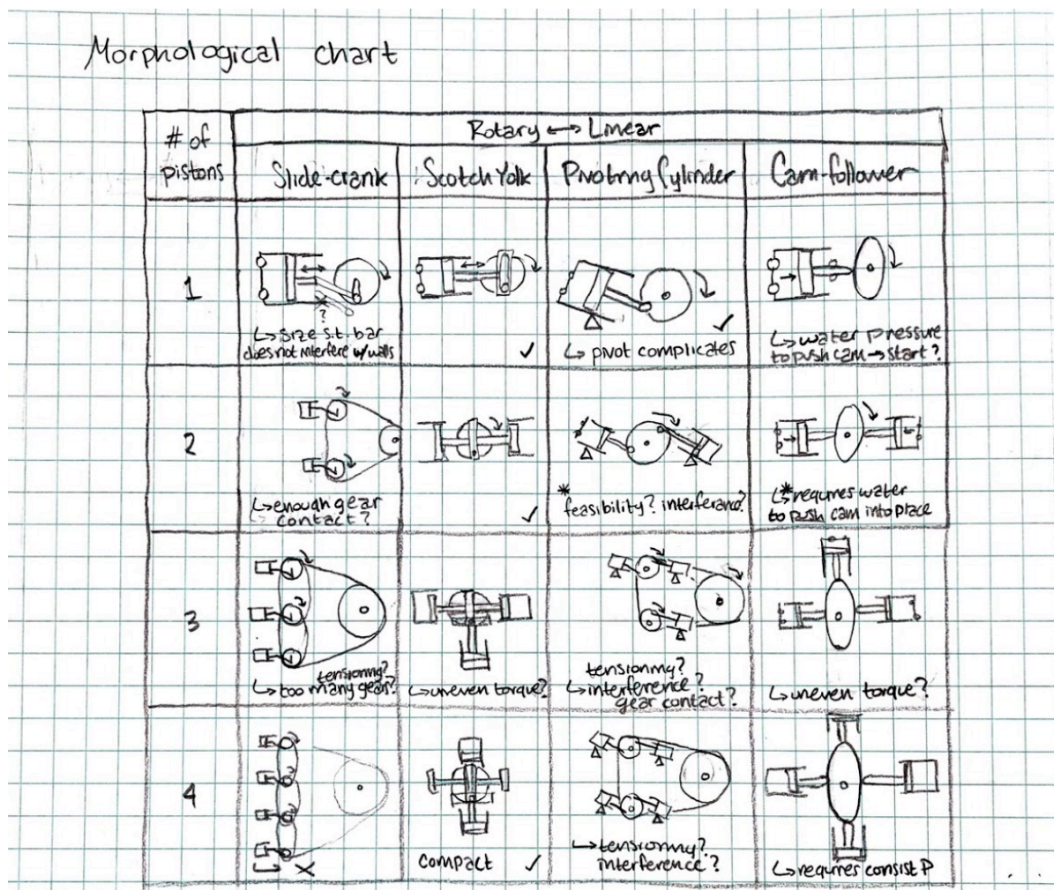 Morphological chart
# of pistons
Rotary ↔ Linear
Slide-crank
Scotch Yolk
Pivoting Cylinder
Cam-follower
1
?
↳ size s.t. bar
does not interfere w/ walls
✓
✓
↳ pivot complicates
↳ water pressure
to push cam → start?
2
↳ enough gear
contact?
✓
*
feasibility? interferance?
↳ *requires water
to push cam into place
3
tensioning?
↳ too many gears?
↳ uneven torque?
tensioning?
↳ interference?
gear contact?
↳ uneven torque?
4
X
compact ✓
↳ tensioning?
interference?
↳ requires consist P